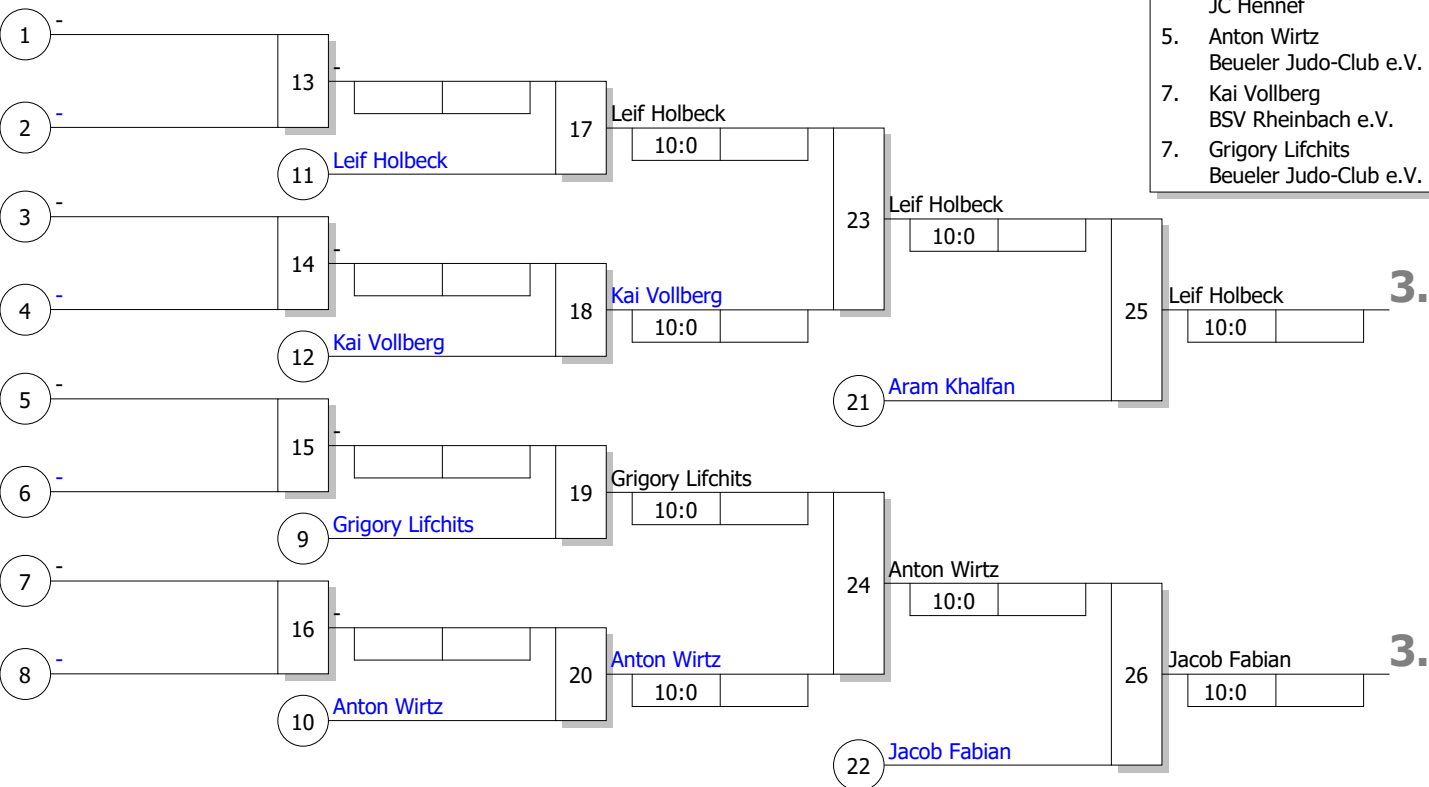 JC Hennef
5. Anton Wirtz
Beueler Judo-Club e.V.
7. Kai Vollberg
BSV Rheinbach e.V.
7. Grigory Lifchits
Beueler Judo-Club e.V.
1 -
13 -
2 -
17 Leif Holbeck
10:0
11 Leif Holbeck
3 -
23 Leif Holbeck
10:0
14 -
4 -
18 Kai Vollberg
10:0
12 Kai Vollberg
25 Leif Holbeck 3.
10:0
21 Aram Khalfan
5 -
15 -
6 -
19 Grigory Lifchits
10:0
9 Grigory Lifchits
7 -
24 Anton Wirtz
10:0
16 -
8 -
20 Anton Wirtz
10:0
10 Anton Wirtz
26 Jacob Fabian 3.
10:0
22 Jacob Fabian